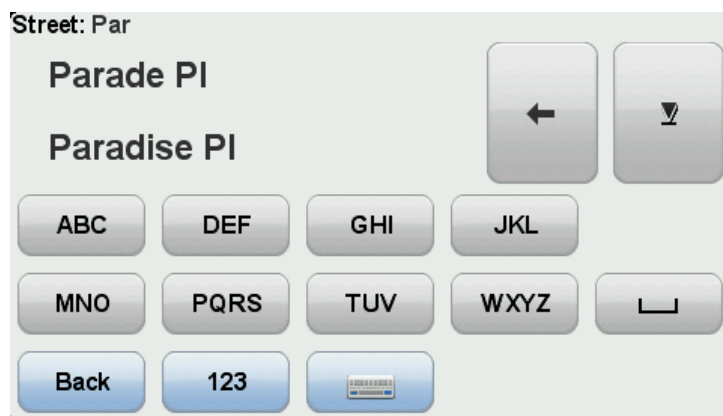 Street: Par
Parade Pl
Paradise Pl
ABC DEF GHI JKL
MNO PQRS TUV WXYZ
Back 123